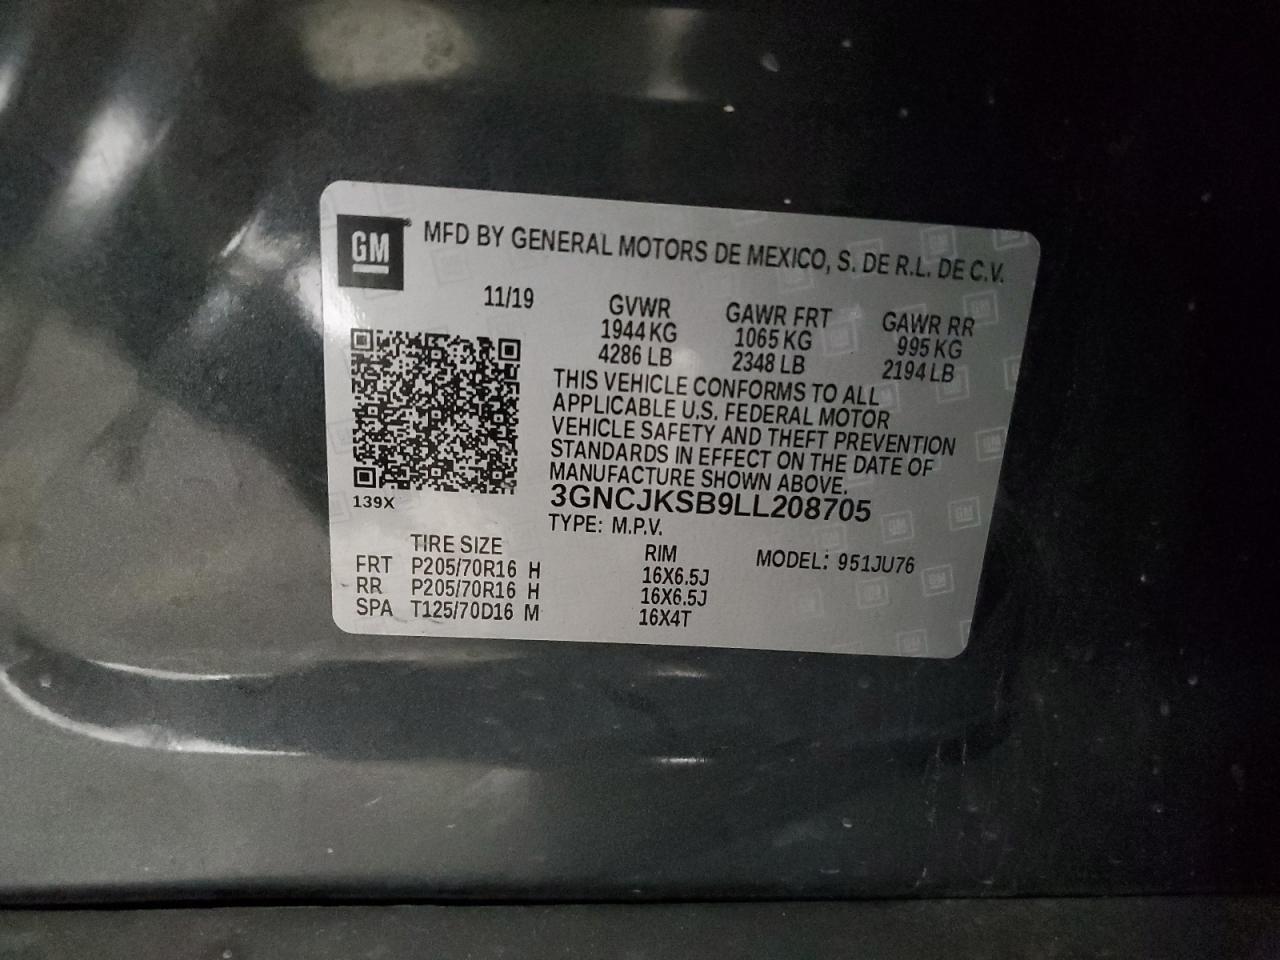 GM
MFD BY GENERAL MOTORS DE MEXICO, S. DE R.L. DE C.V.
11/19 GVWR GAWR FRT GAWR RR
1944 KG 1065 KG 995 KG
4286 LB 2348 LB 2194 LB
THIS VEHICLE CONFORMS TO ALL
APPLICABLE U.S. FEDERAL MOTOR
VEHICLE SAFETY AND THEFT PREVENTION
STANDARDS IN EFFECT ON THE DATE OF
MANUFACTURE SHOWN ABOVE.
139X
3GNCJKSB9LL208705
TYPE: M.P.V.
TIRE SIZE RIM MODEL: 951JU76
FRT P205/70R16 H 16X6.5J
RR P205/70R16 H 16X6.5J
SPA T125/70D16 M 16X4T